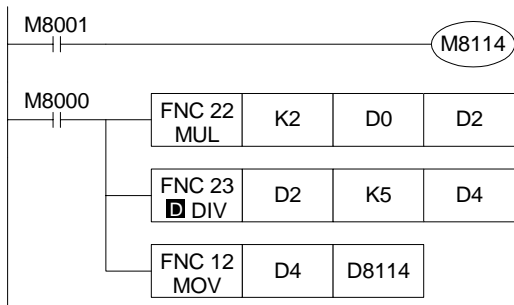 M8001
M8114
M8000
FNC 22
MUL
K2
D0
D2
FNC 23
D DIV
D2
K5
D4
FNC 12
MOV
D4
D8114